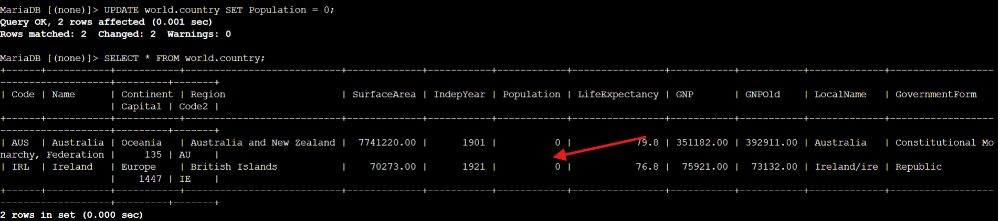 MariaDB [(none)]> UPDATE world.country SET Population = 0;
Query OK, 2 rows affected (0.001 sec)
Rows matched: 2  Changed: 2  Warnings: 0
MariaDB [(none)]> SELECT * FROM world.country;
+------+-----------+-----------+---------------------------+-------------+-----------+------------+----------------+-----------+-----------+-------------+------------------
-------------------+---------+-------+
| Code | Name      | Continent | Region                    | SurfaceArea | IndepYear | Population | LifeExpectancy | GNP       | GNPOld    | LocalName   | GovernmentForm
                   | Capital | Code2 |
+------+-----------+-----------+---------------------------+-------------+-----------+------------+----------------+-----------+-----------+-------------+------------------
-------------------+---------+-------+
| AUS  | Australia | Oceania   | Australia and New Zealand |  7741220.00 |      1901 |          0 |           79.8 | 351182.00 | 392911.00 | Australia   | Constitutional Mo
narchy, Federation |     135 | AU    |
| IRL  | Ireland   | Europe    | British Islands           |    70273.00 |      1921 |          0 |           76.8 |  75921.00 |  73132.00 | Ireland/ire | Republic
                   |    1447 | IE    |
+------+-----------+-----------+---------------------------+-------------+-----------+------------+----------------+-----------+-----------+-------------+------------------
-------------------+---------+-------+
2 rows in set (0.000 sec)